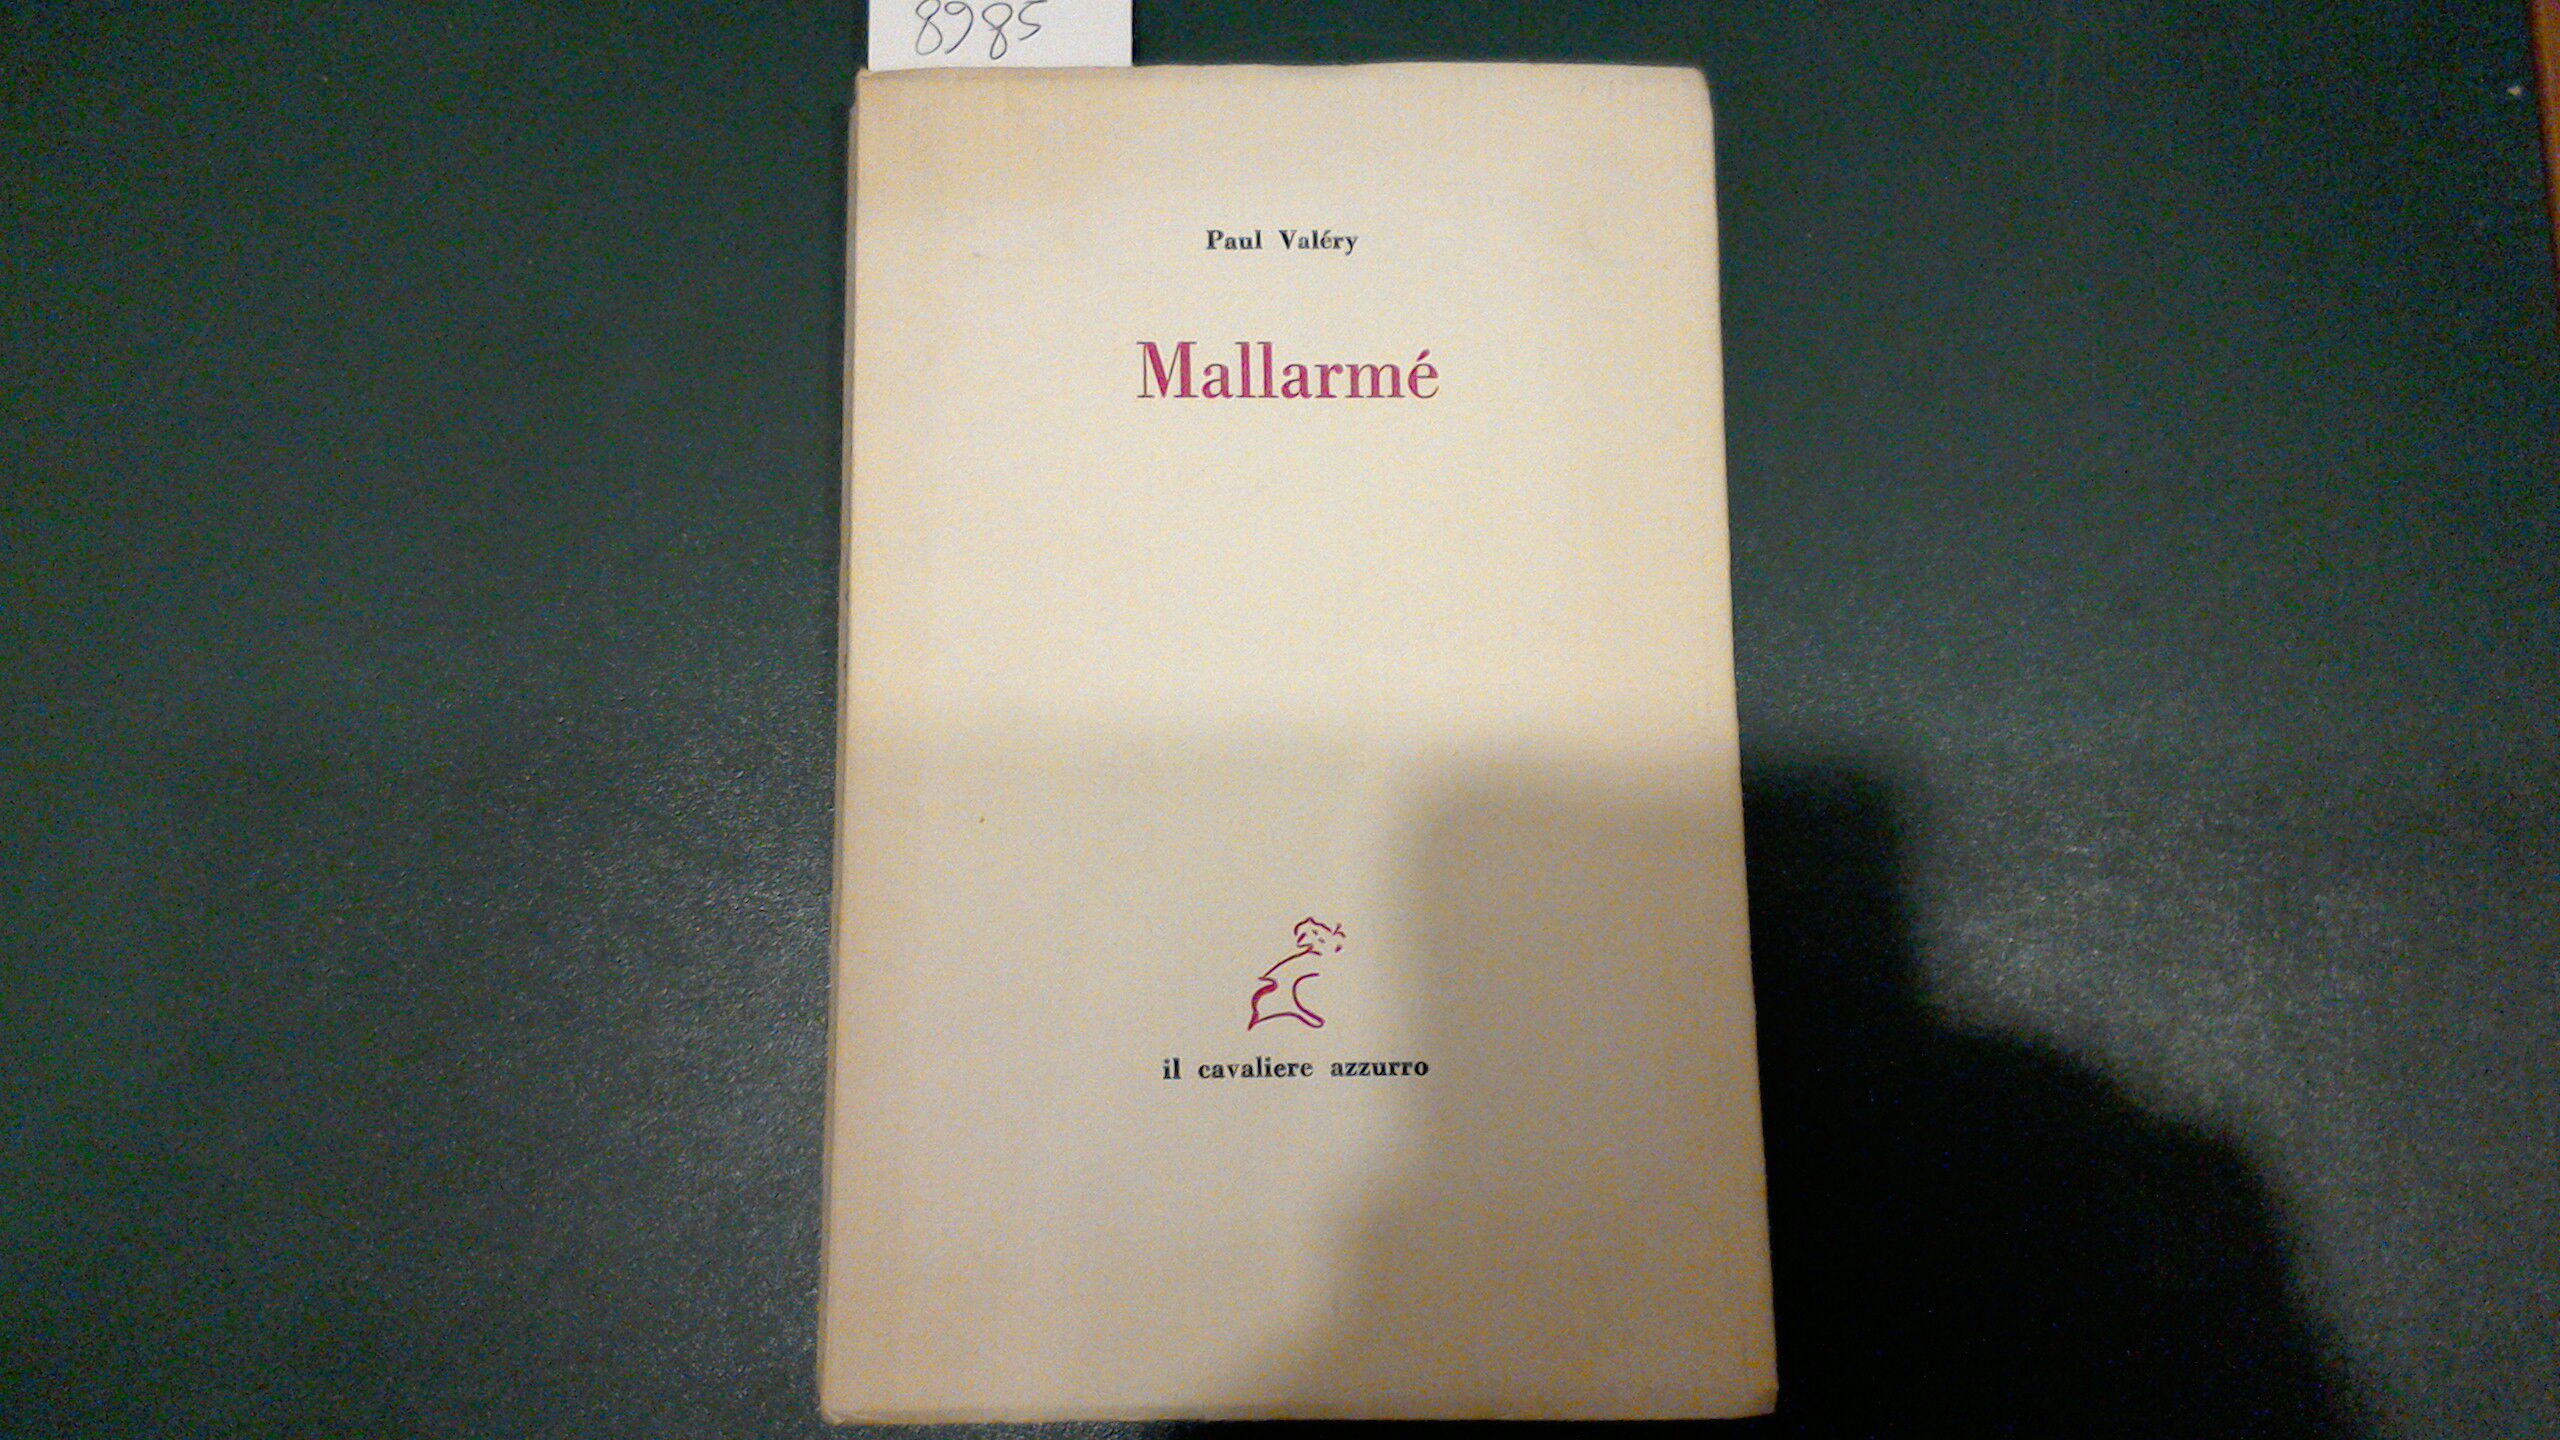 8985
Paul Valéry
Mallarmé
il cavaliere azzurro